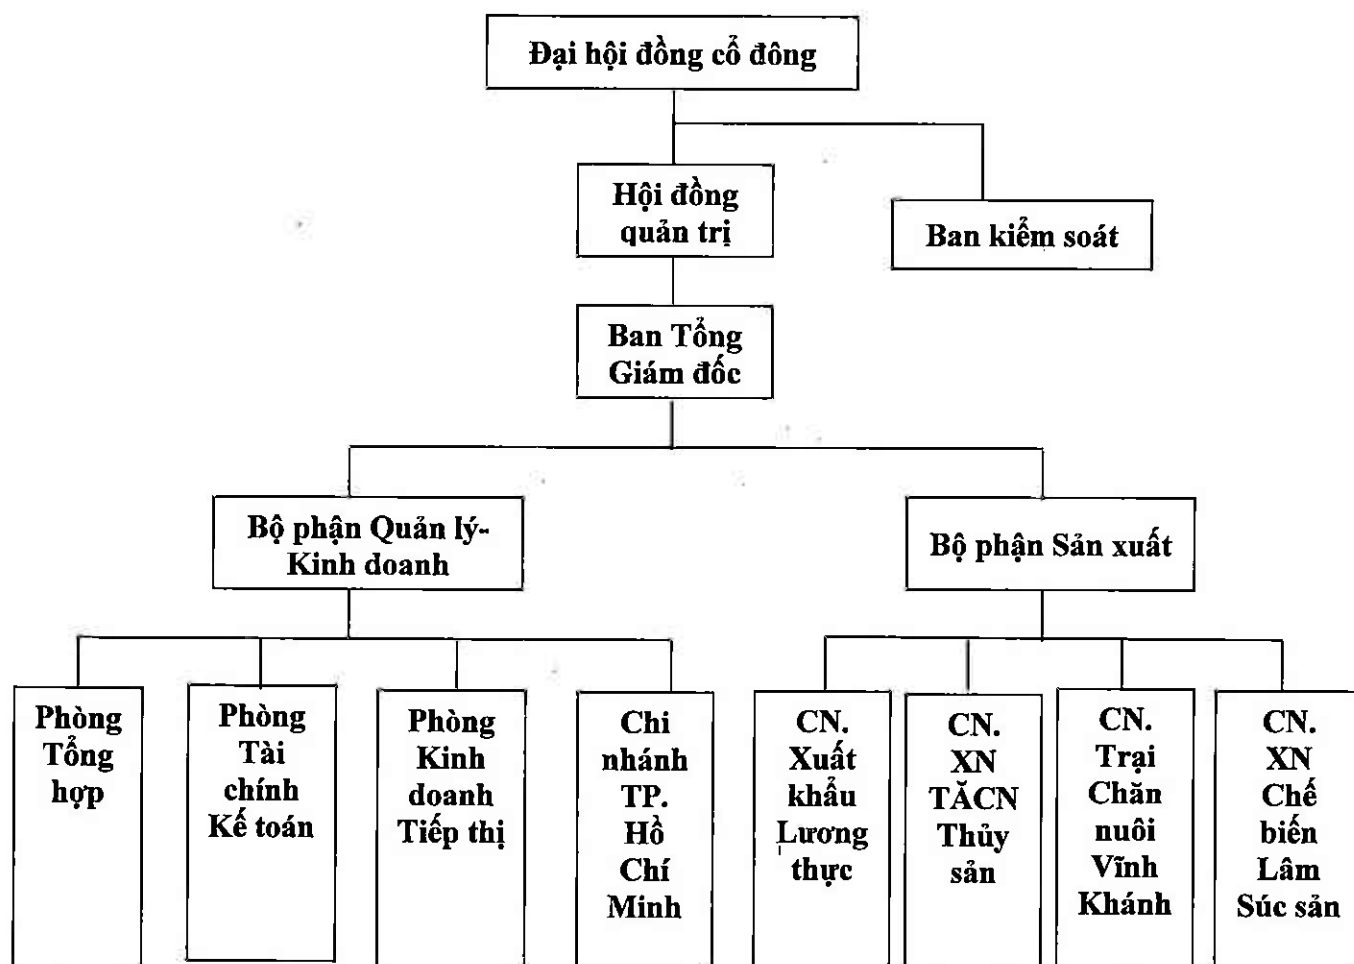 Đại hội đồng cổ đông
Hội đồng
quản trị
Ban kiểm soát
Ban Tổng
Giám đốc
Bộ phận Quản lý-
Kinh doanh
Bộ phận Sản xuất
Phòng
Tổng
hợp
Phòng
Tài
chính
Kế toán
Phòng
Kinh
doanh
Tiếp thị
Chi
nhánh
TP.
Hồ
Chí
Minh
CN.
Xuất
khẩu
Lương
thực
CN.
XN
TĂCN
Thủy
sản
CN.
Trại
Chăn
nuôi
Vĩnh
Khánh
CN.
XN
Chế
biến
Lâm
Súc sản